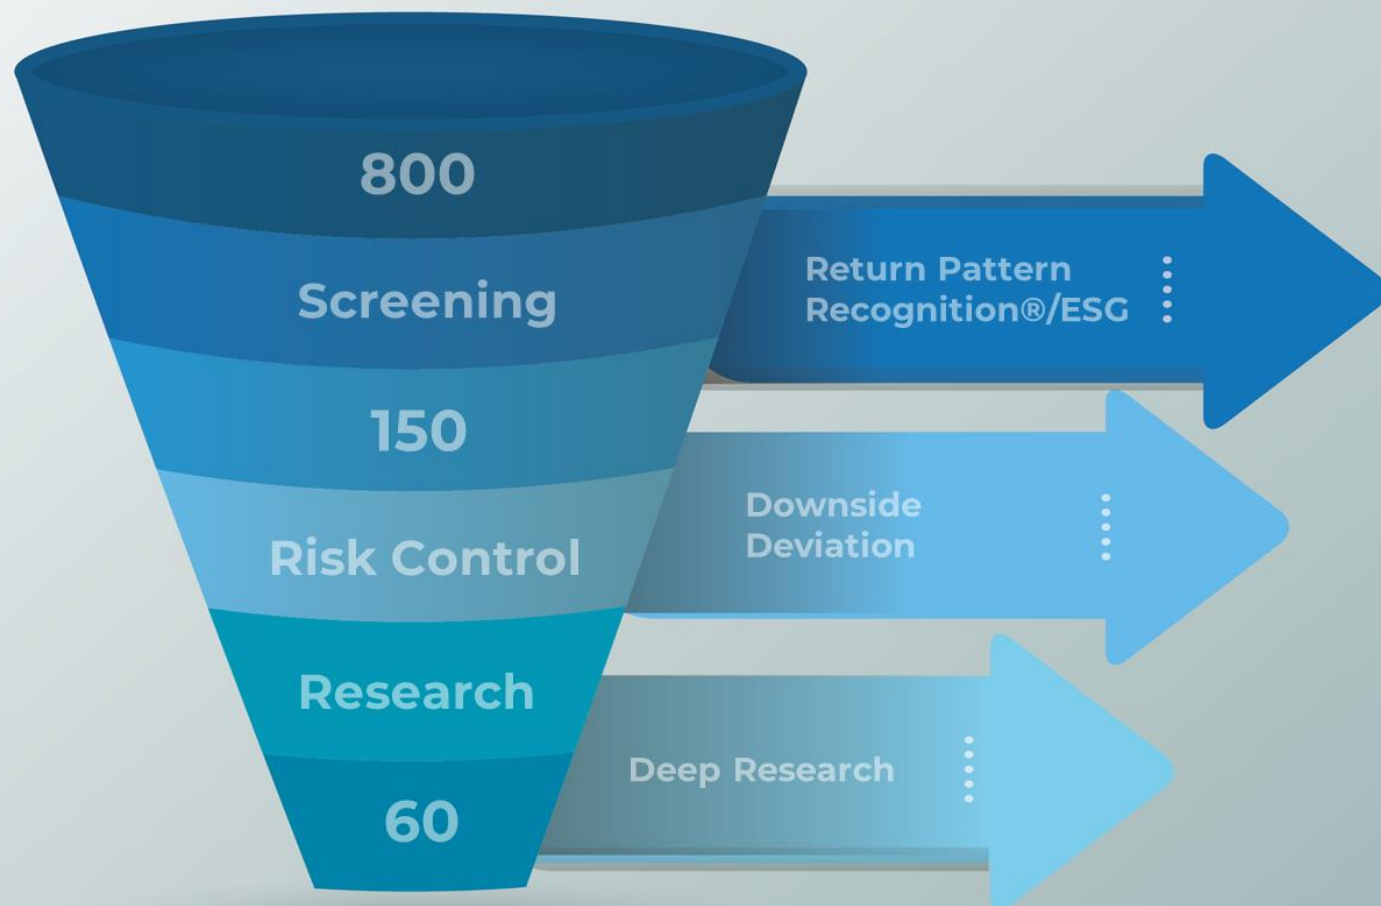 800
Screening
Return Pattern
Recognition®/ESG
150
Downside
Deviation
Risk Control
Research
Deep Research
60